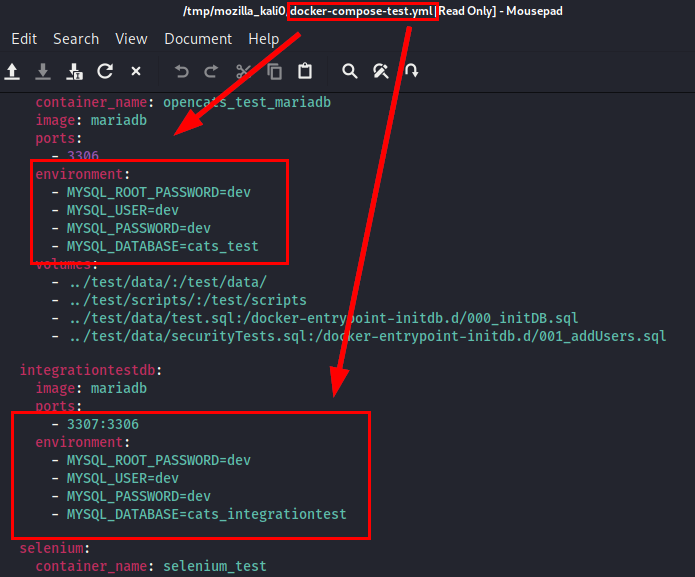 /tmp/mozilla_kali0/docker-compose-test.yml [Read Only] - Mousepad
Edit Search View Document Help
container_name: opencats_test_mariadb
image: mariadb
ports:
- 3306
environment:
- MYSQL_ROOT_PASSWORD=dev
- MYSQL_USER=dev
- MYSQL_PASSWORD=dev
- MYSQL_DATABASE=cats_test
volumes:
- ../test/data/:/test/data/
- ../test/scripts/:/test/scripts
- ../test/data/test.sql:/docker-entrypoint-initdb.d/000_initDB.sql
- ../test/data/securityTests.sql:/docker-entrypoint-initdb.d/001_addUsers.sql
integrationtestdb:
image: mariadb
ports:
- 3307:3306
environment:
- MYSQL_ROOT_PASSWORD=dev
- MYSQL_USER=dev
- MYSQL_PASSWORD=dev
- MYSQL_DATABASE=cats_integrationtest
selenium:
container_name: selenium_test